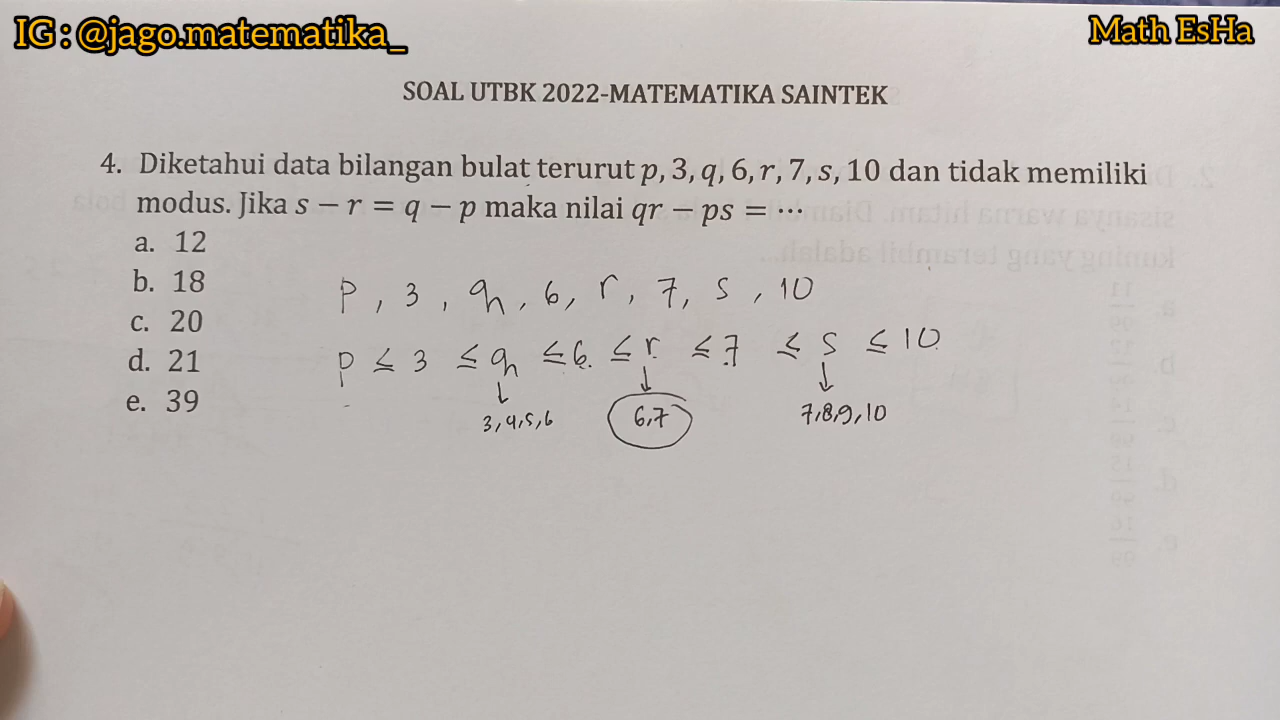 IG : @jago.matematika_
Math EsHa
SOAL UTBK 2022-MATEMATIKA SAINTEK
4. Diketahui data bilangan bulat terurut p, 3, q, 6, r, 7, s, 10 dan tidak memiliki
modus. Jika s − r = q − p maka nilai qr − ps = ⋯
a. 12
b. 18
c. 20
d. 21
e. 39
p , 3 , q , 6 , r , 7 , s , 10
p ≤ 3 ≤ q ≤ 6 ≤ r ≤ 7 ≤ s ≤ 10
3,4,5,6
6,7
7,8,9,10